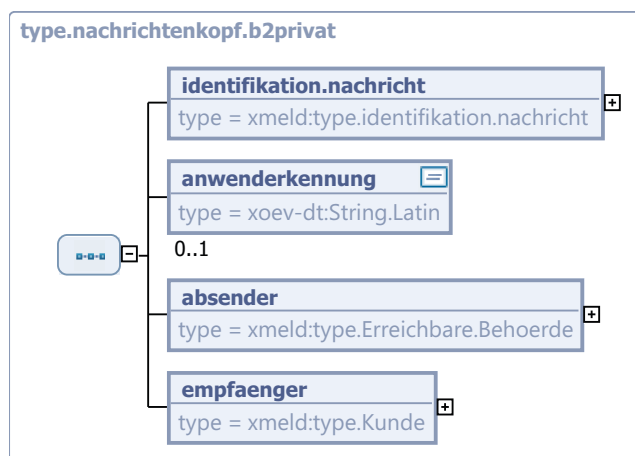 type.nachrichtenkopf.b2privat
identifikation.nachricht
type = xmeld:type.identifikation.nachricht
anwenderkennung
type = xoev-dt:String.Latin
0..1
absender
type = xmeld:type.Erreichbare.Behoerde
empfaenger
type = xmeld:type.Kunde